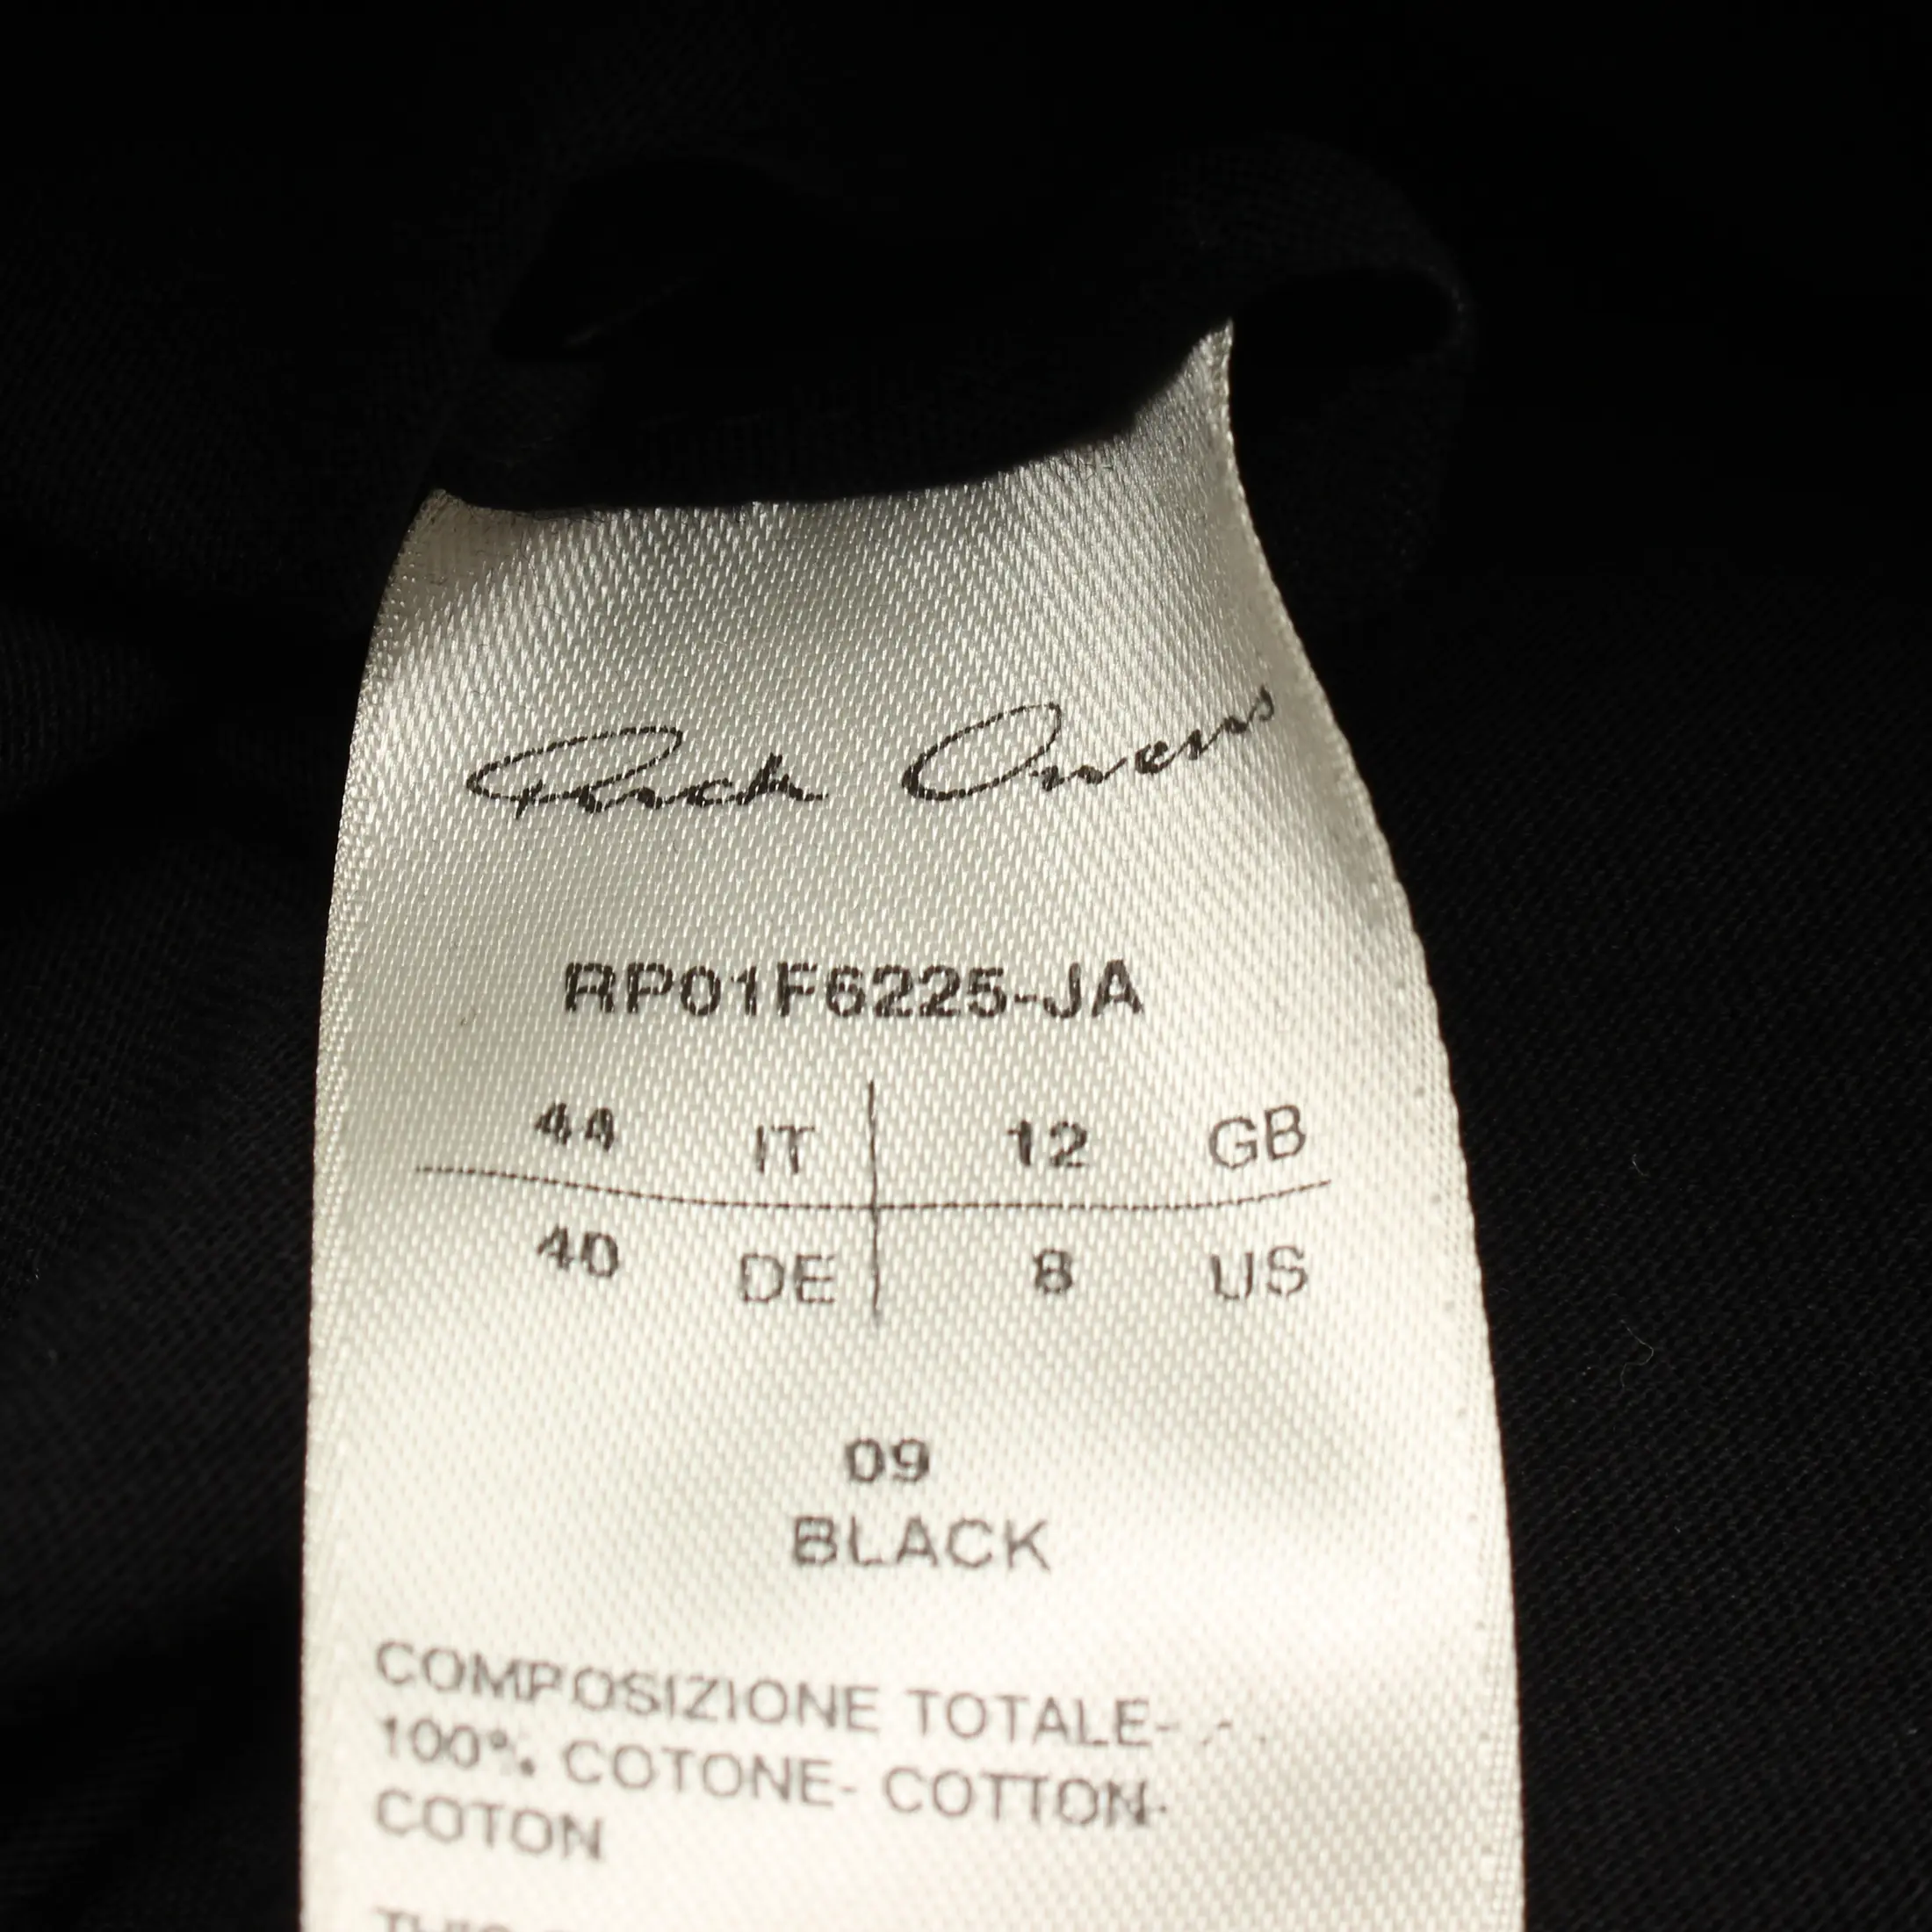 Rick Owens
RP01F6225-JA
44 IT 12 GB
40 DE 8 US
09
BLACK
COMPOSIZIONE TOTALE-
100% COTONE- COTTON-
COTON